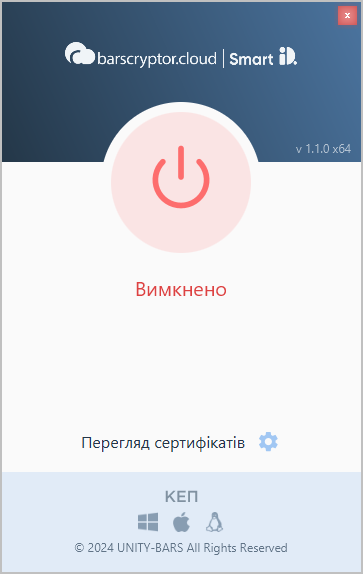 x
barscryptor.cloud | Smart iD.
v 1.1.0 x64
Вимкнено
Перегляд сертифікатів
КЕП
© 2024 UNITY-BARS All Rights Reserved